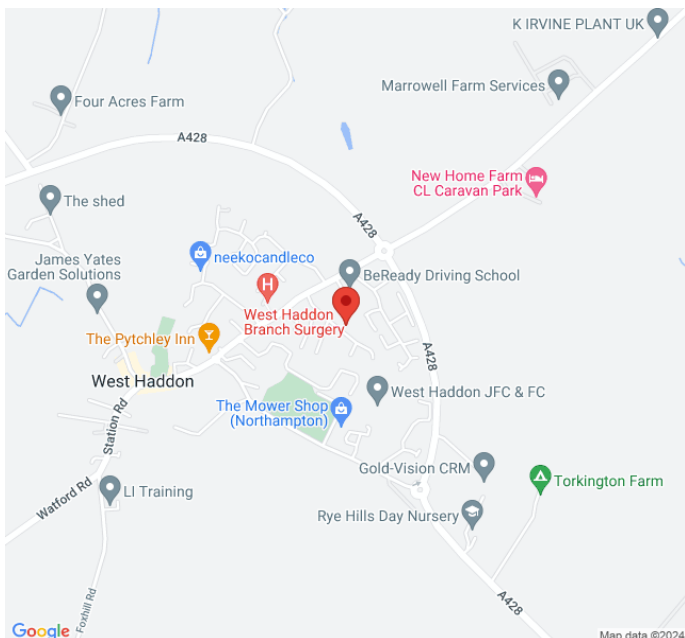 K IRVINE PLANT UK
Marrowell Farm Services
Four Acres Farm
A428
New Home Farm
CL Caravan Park
The shed
A428
neekocandleco
James Yates
Garden Solutions
BeReady Driving School
H
West Haddon
Branch Surgery
The Pytchley Inn
A428
West Haddon
West Haddon JFC & FC
The Mower Shop
(Northampton)
Station Rd
Gold-Vision CRM
Torkington Farm
LI Training
Watford Rd
Rye Hills Day Nursery
Foxhill Rd
A428
Google
Map data ©2024